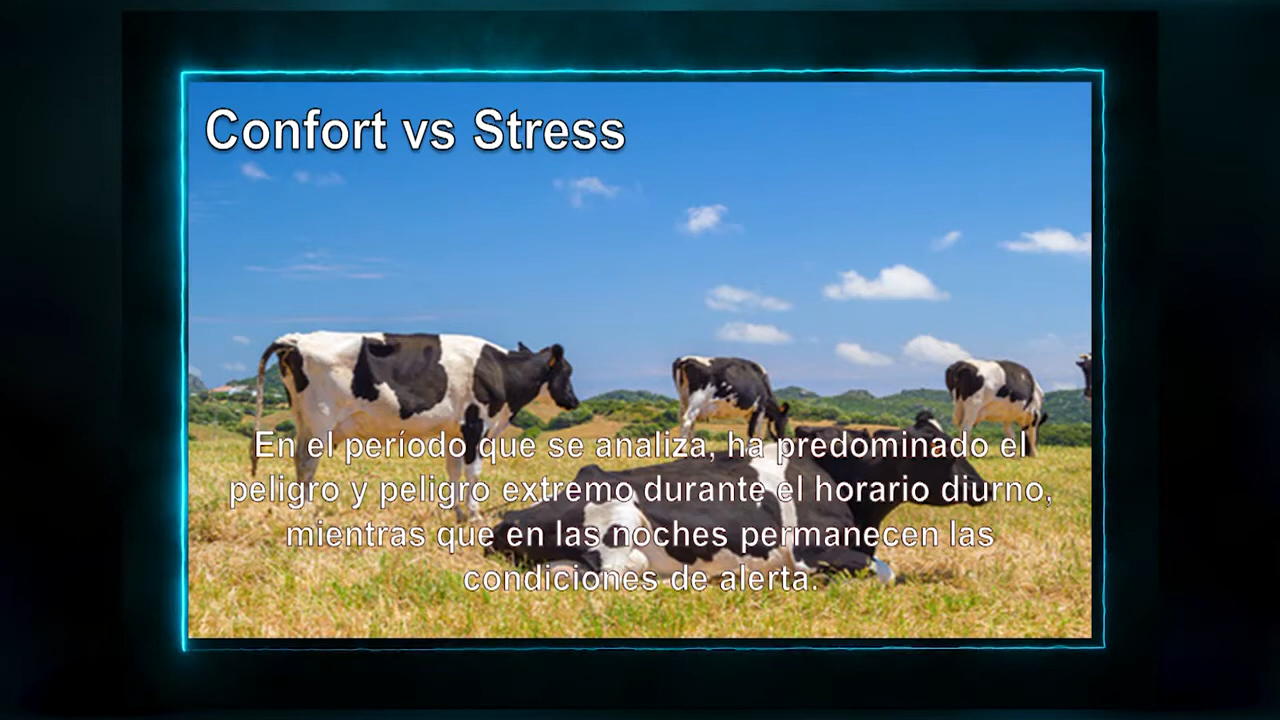 Confort vs Stress
En el período que se analiza, ha predominado el
peligro y peligro extremo durante el horario diurno,
mientras que en las noches permanecen las
condiciones de alerta.